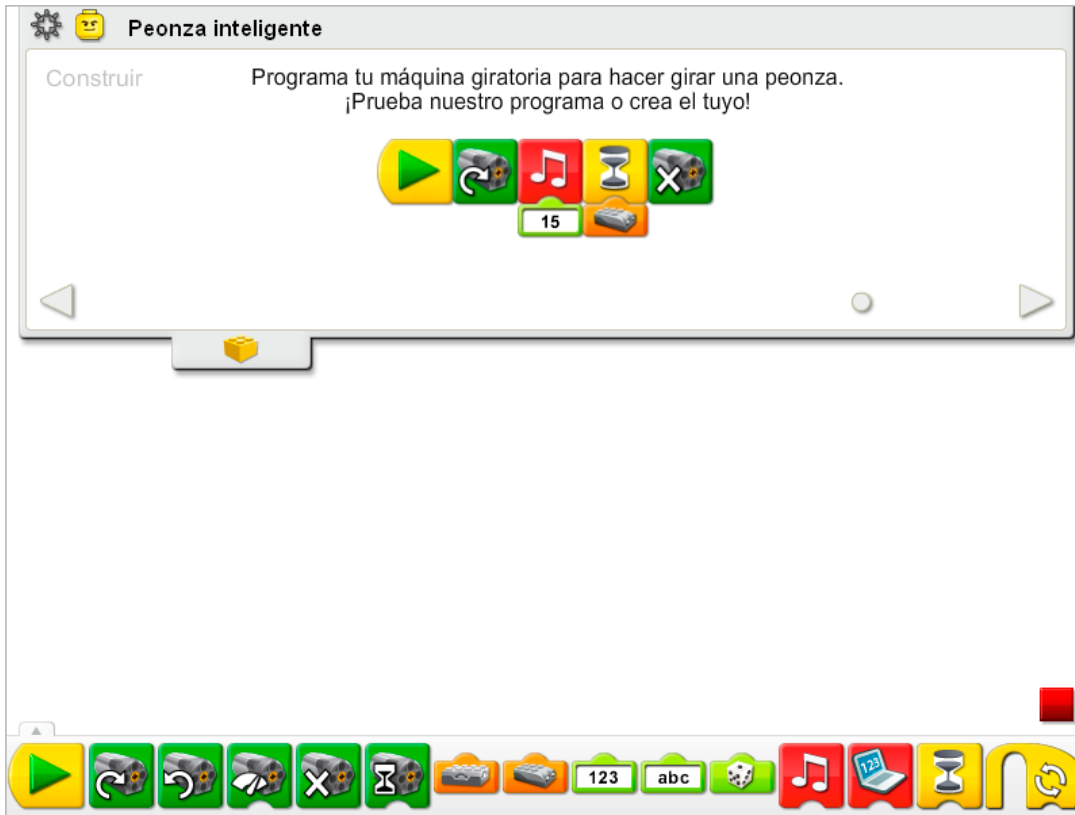 Peonza inteligente
Construir
Programa tu máquina giratoria para hacer girar una peonza.
¡Prueba nuestro programa o crea el tuyo!
15
123
abc
123